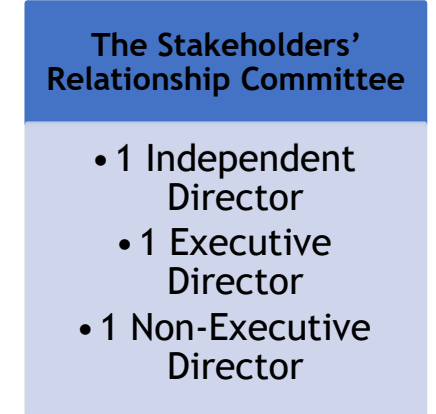 The Stakeholders’
Relationship Committee
• 1 Independent
Director
• 1 Executive
Director
• 1 Non-Executive
Director